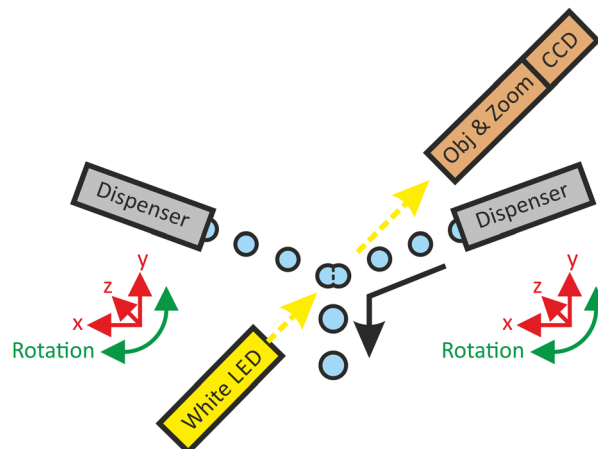 CCD
Obj & Zoom
Dispenser
Dispenser
y
z
x
Rotation
y
z
x
Rotation
White LED